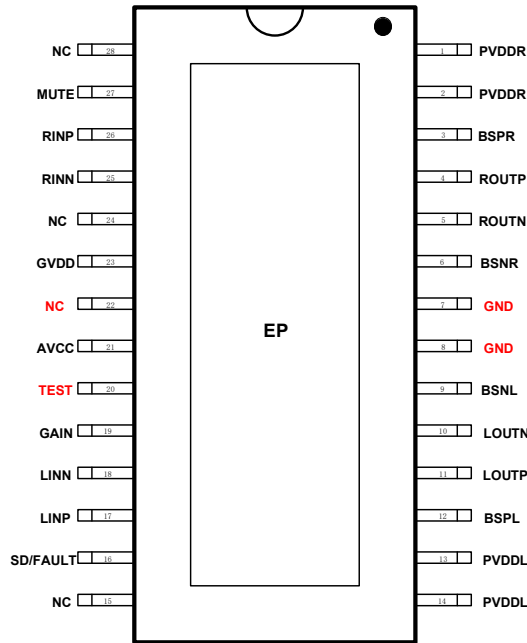 NC 28 1 PVDDR
MUTE 27 2 PVDDR
RINP 26 3 BSPR
RINN 25 4 ROUTP
NC 24 5 ROUTN
GVDD 23 6 BSNR
NC 22 7 GND
EP
AVCC 21 8 GND
TEST 20 9 BSNL
GAIN 19 10 LOUTN
LINN 18 11 LOUTP
LINP 17 12 BSPL
SD/FAULT 16 13 PVDDL
NC 15 14 PVDDL